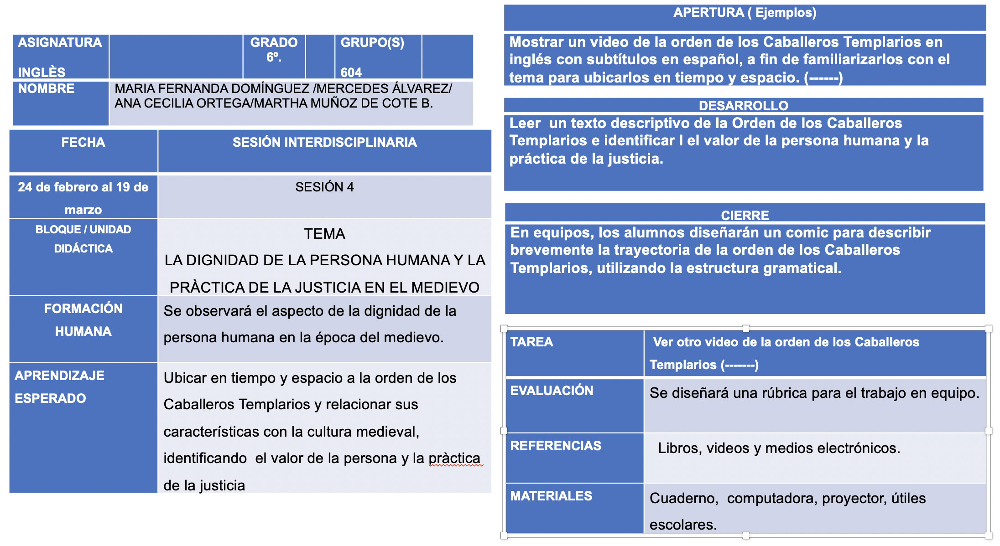 ASIGNATURA
INGLÈS
GRADO
6º.
GRUPO(S)
604
NOMBRE
MARIA FERNANDA DOMÍNGUEZ /MERCEDES ÁLVAREZ/
ANA CECILIA ORTEGA/MARTHA MUÑOZ DE COTE B.
FECHA
SESIÓN INTERDISCIPLINARIA
24 de febrero al 19 de
marzo
SESIÓN 4
BLOQUE / UNIDAD
DIDÁCTICA
TEMA
LA DIGNIDAD DE LA PERSONA HUMANA Y LA
PRÀCTICA DE LA JUSTICIA EN EL MEDIEVO
FORMACIÓN
HUMANA
Se observará el aspecto de la dignidad de la
persona humana en la época del medievo.
APRENDIZAJE
ESPERADO
Ubicar en tiempo y espacio a la orden de los
Caballeros Templarios y relacionar sus
características con la cultura medieval,
identificando  el valor de la persona y la pràctica
de la justicia
APERTURA ( Ejemplos)
Mostrar un video de la orden de los Caballeros Templarios en
inglés con subtítulos en español, a fin de familiarizarlos con el
tema para ubicarlos en tiempo y espacio. (------)
DESARROLLO
Leer  un texto descriptivo de la Orden de los Caballeros
Templarios e identificar l el valor de la persona humana y la
práctica de la justicia.
CIERRE
En equipos, los alumnos diseñarán un comic para describir
brevemente la trayectoria de la orden de los Caballeros
Templarios, utilizando la estructura gramatical.
TAREA
Ver otro video de la orden de los Caballeros
Templarios (-------)
EVALUACIÓN
Se diseñará una rúbrica para el trabajo en equipo.
REFERENCIAS
Libros, videos y medios electrónicos.
MATERIALES
Cuaderno,  computadora, proyector, útiles
escolares.